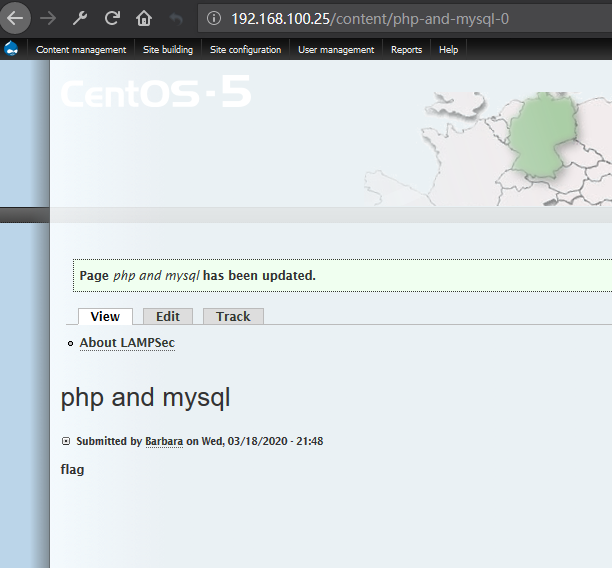 192.168.100.25/content/php-and-mysql-0
Content management Site building Site configuration User management Reports Help
CentOS-5
Page php and mysql has been updated.
View Edit Track
About LAMPSec
php and mysql
Submitted by Barbara on Wed, 03/18/2020 - 21:48
flag